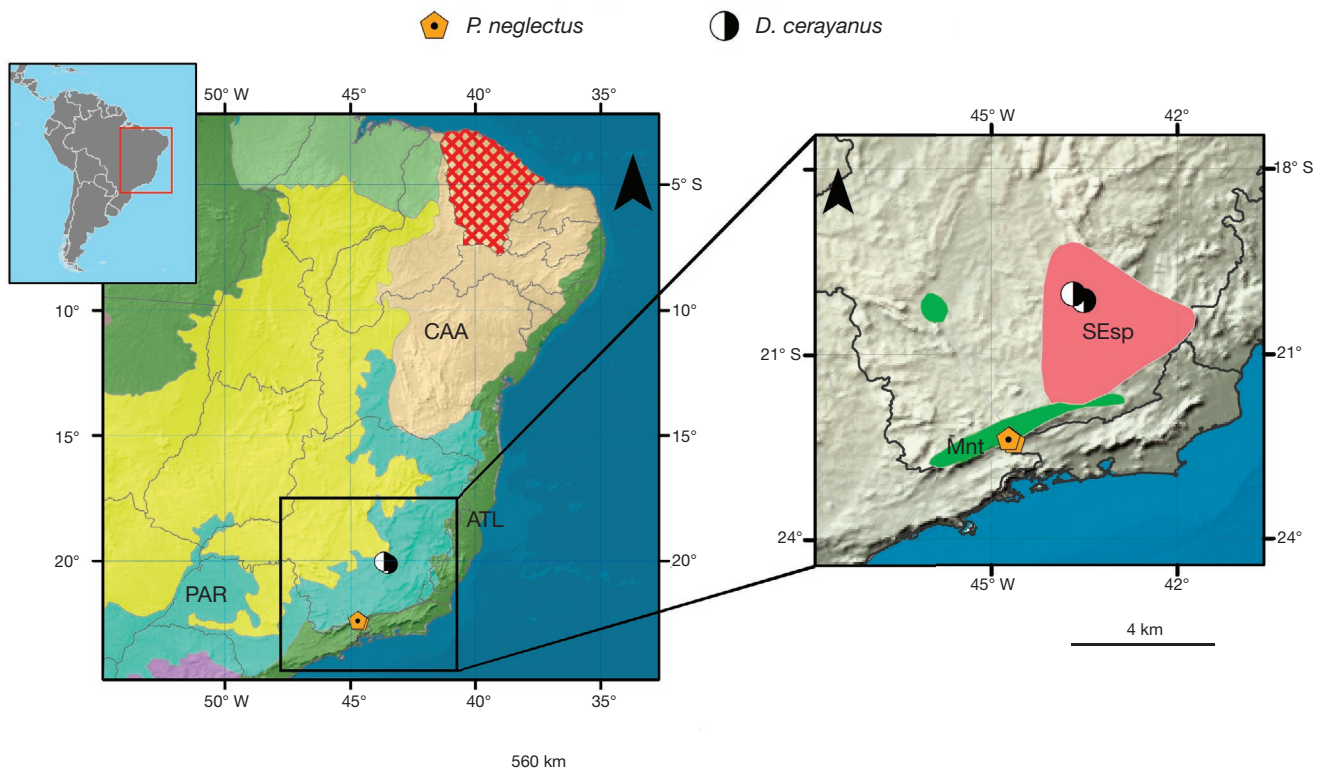 P. neglectus
D. cerayanus
50° W
45°
40°
35°
5° S
10°
10°
15°
15°
20°
20°
CAA
ATL
PAR
50° W
45°
40°
35°
560 km
45° W
42°
18° S
21° S
21°
24°
24°
SEsp
Mnt
45° W
42°
4 km